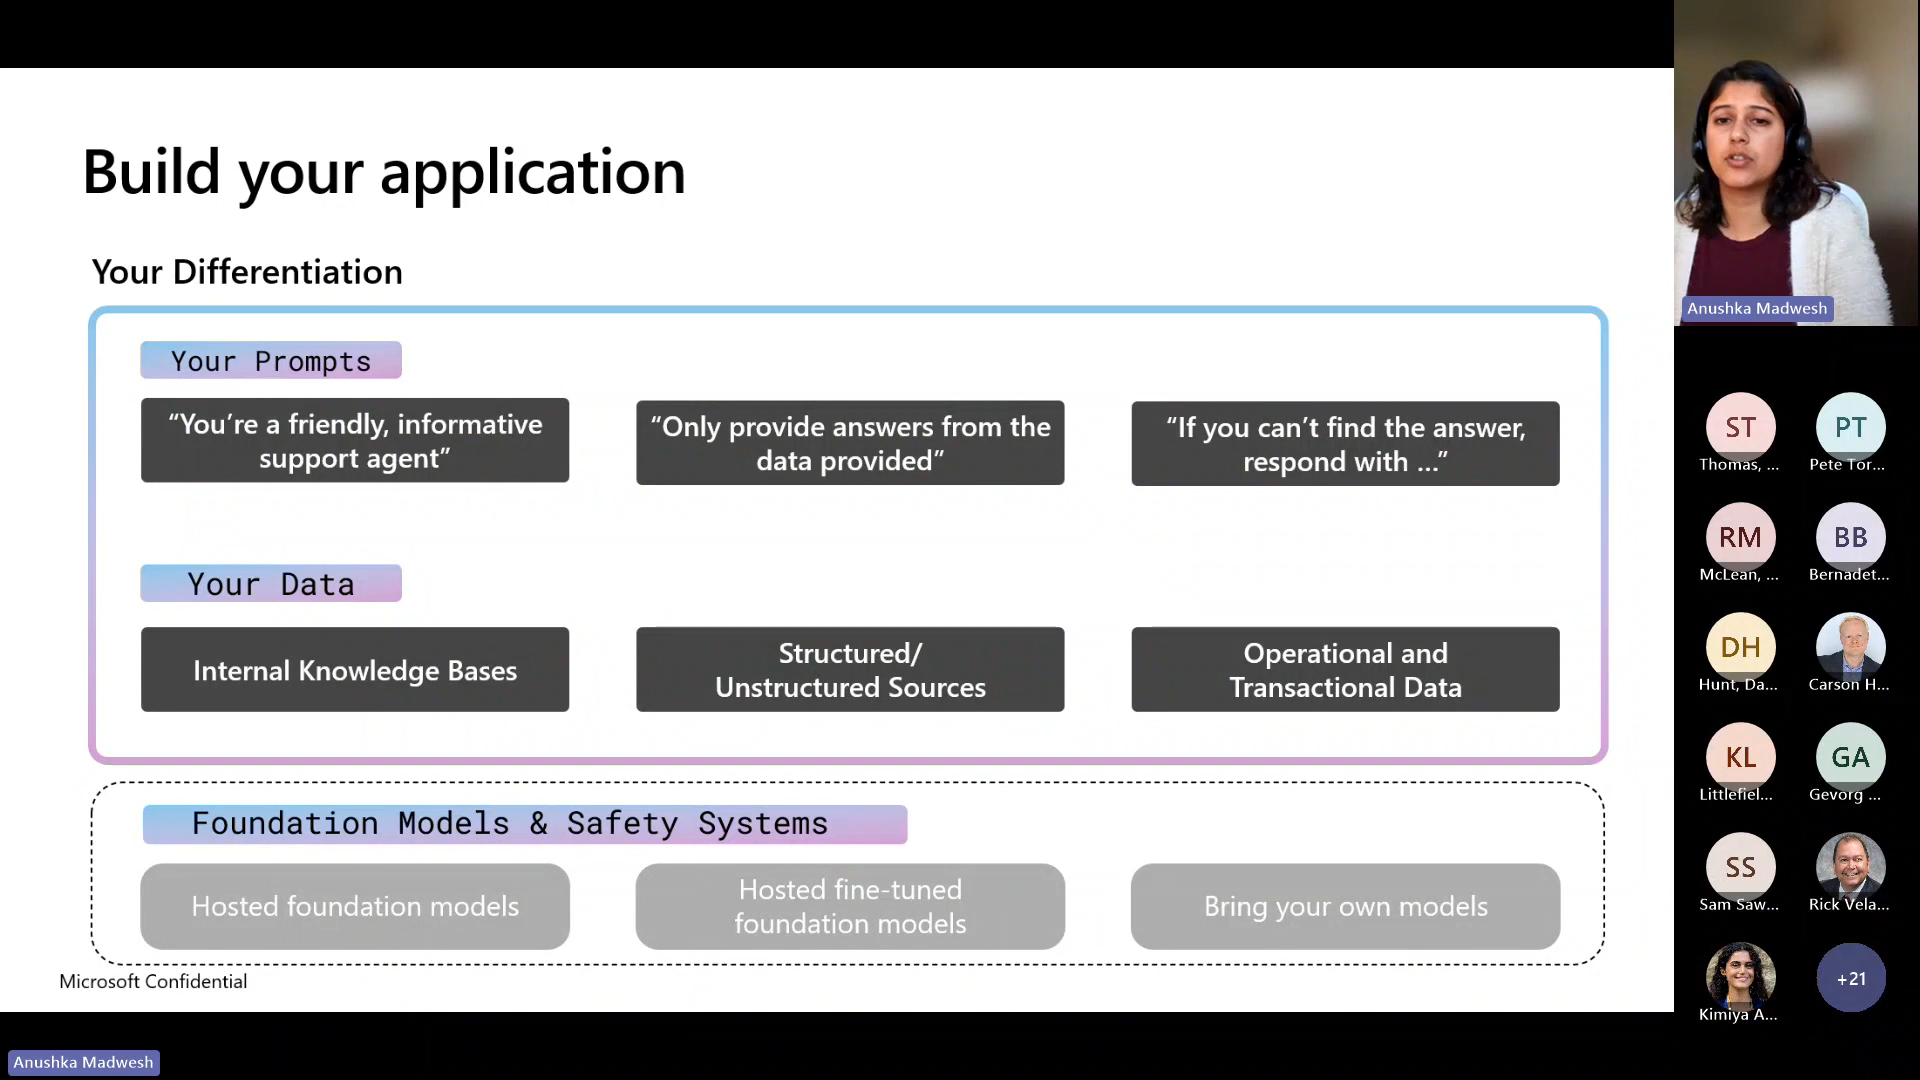 Build your application
Your Differentiation
Your Prompts
“You’re a friendly, informative
support agent”
“Only provide answers from the
data provided”
“If you can’t find the answer,
respond with ...”
Your Data
Internal Knowledge Bases
Structured/
Unstructured Sources
Operational and
Transactional Data
Foundation Models & Safety Systems
Hosted foundation models
Hosted fine-tuned
foundation models
Bring your own models
Microsoft Confidential
Anushka Madwesh
Anushka Madwesh
ST
Thomas, ...
PT
Pete Tor...
RM
McLean, ...
BB
Bernadet...
DH
Hunt, Da...
Carson H...
KL
Littlefiel...
GA
Gevorg ...
SS
Sam Saw...
Rick Vela...
Kimiya A...
+21